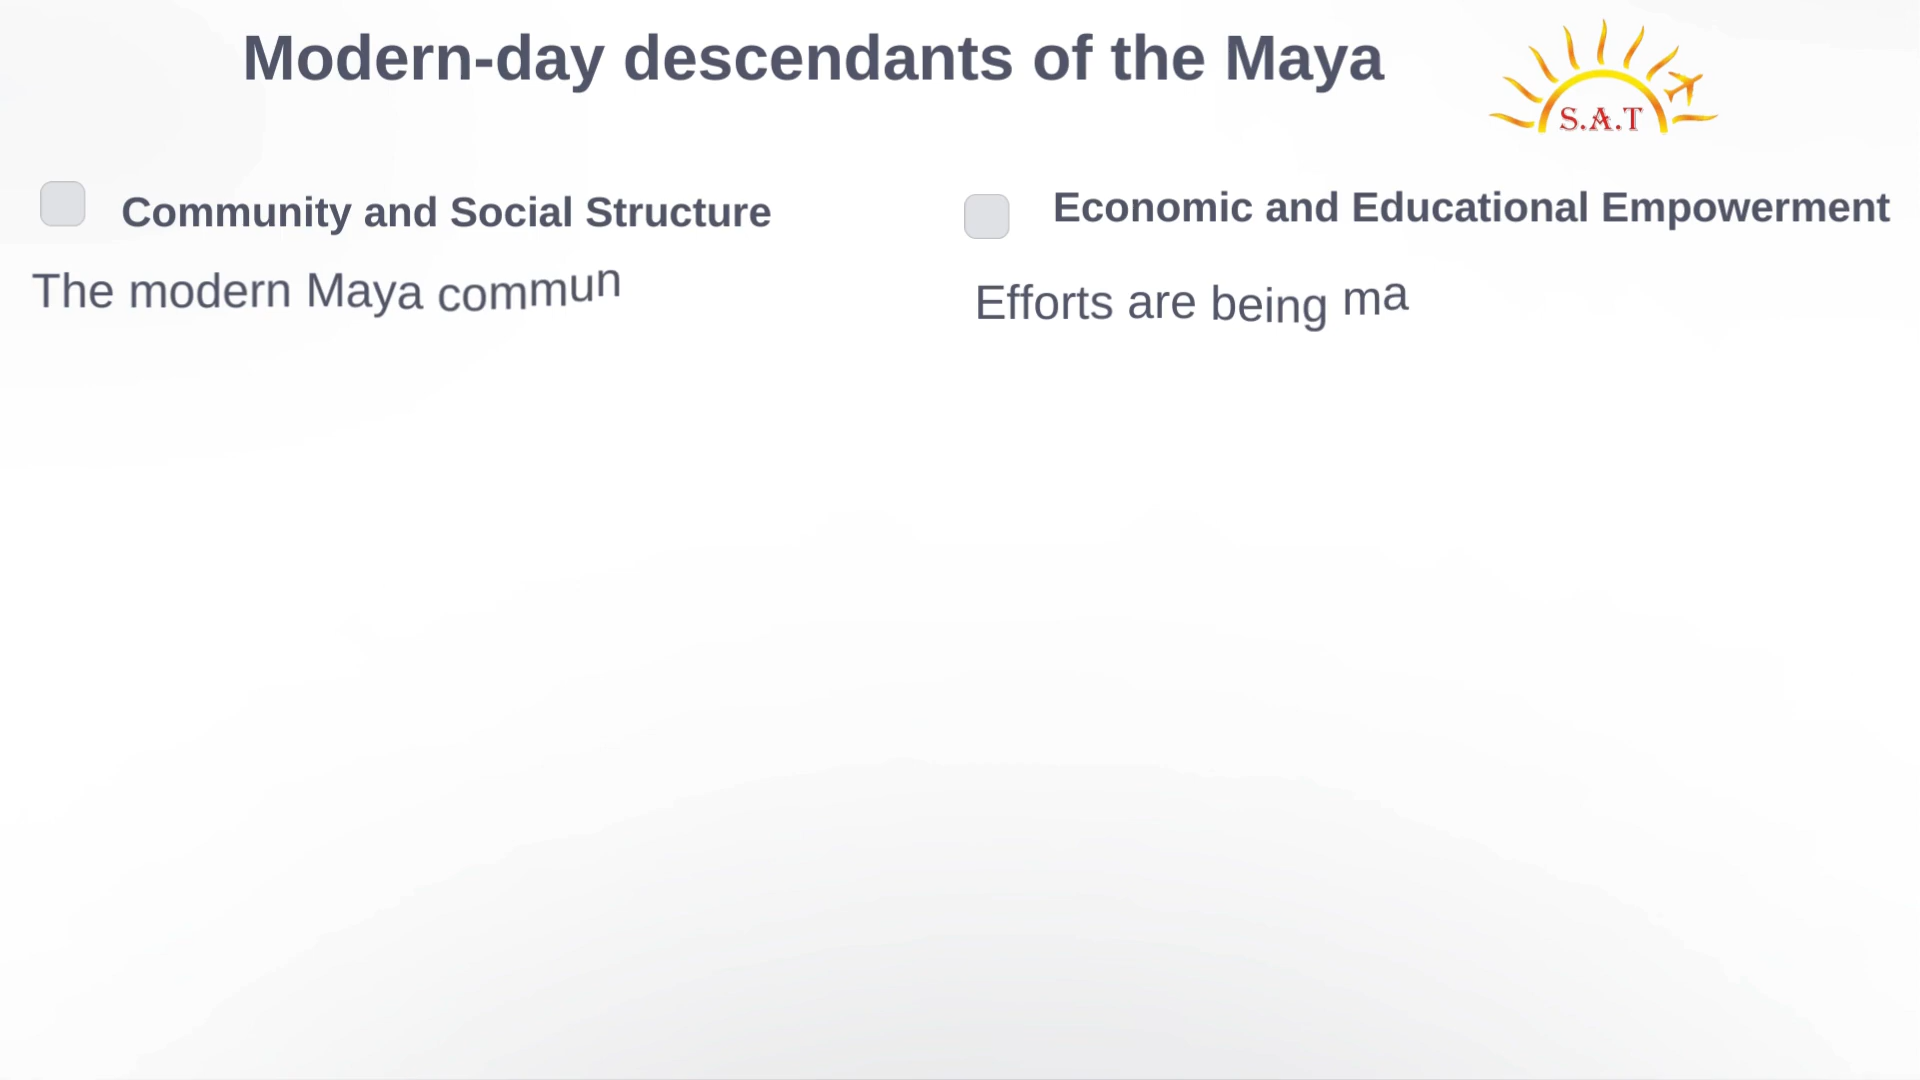 Modern-day descendants of the Maya
S.A.T
Community and Social Structure
The modern Maya commun
Economic and Educational Empowerment
Efforts are being ma